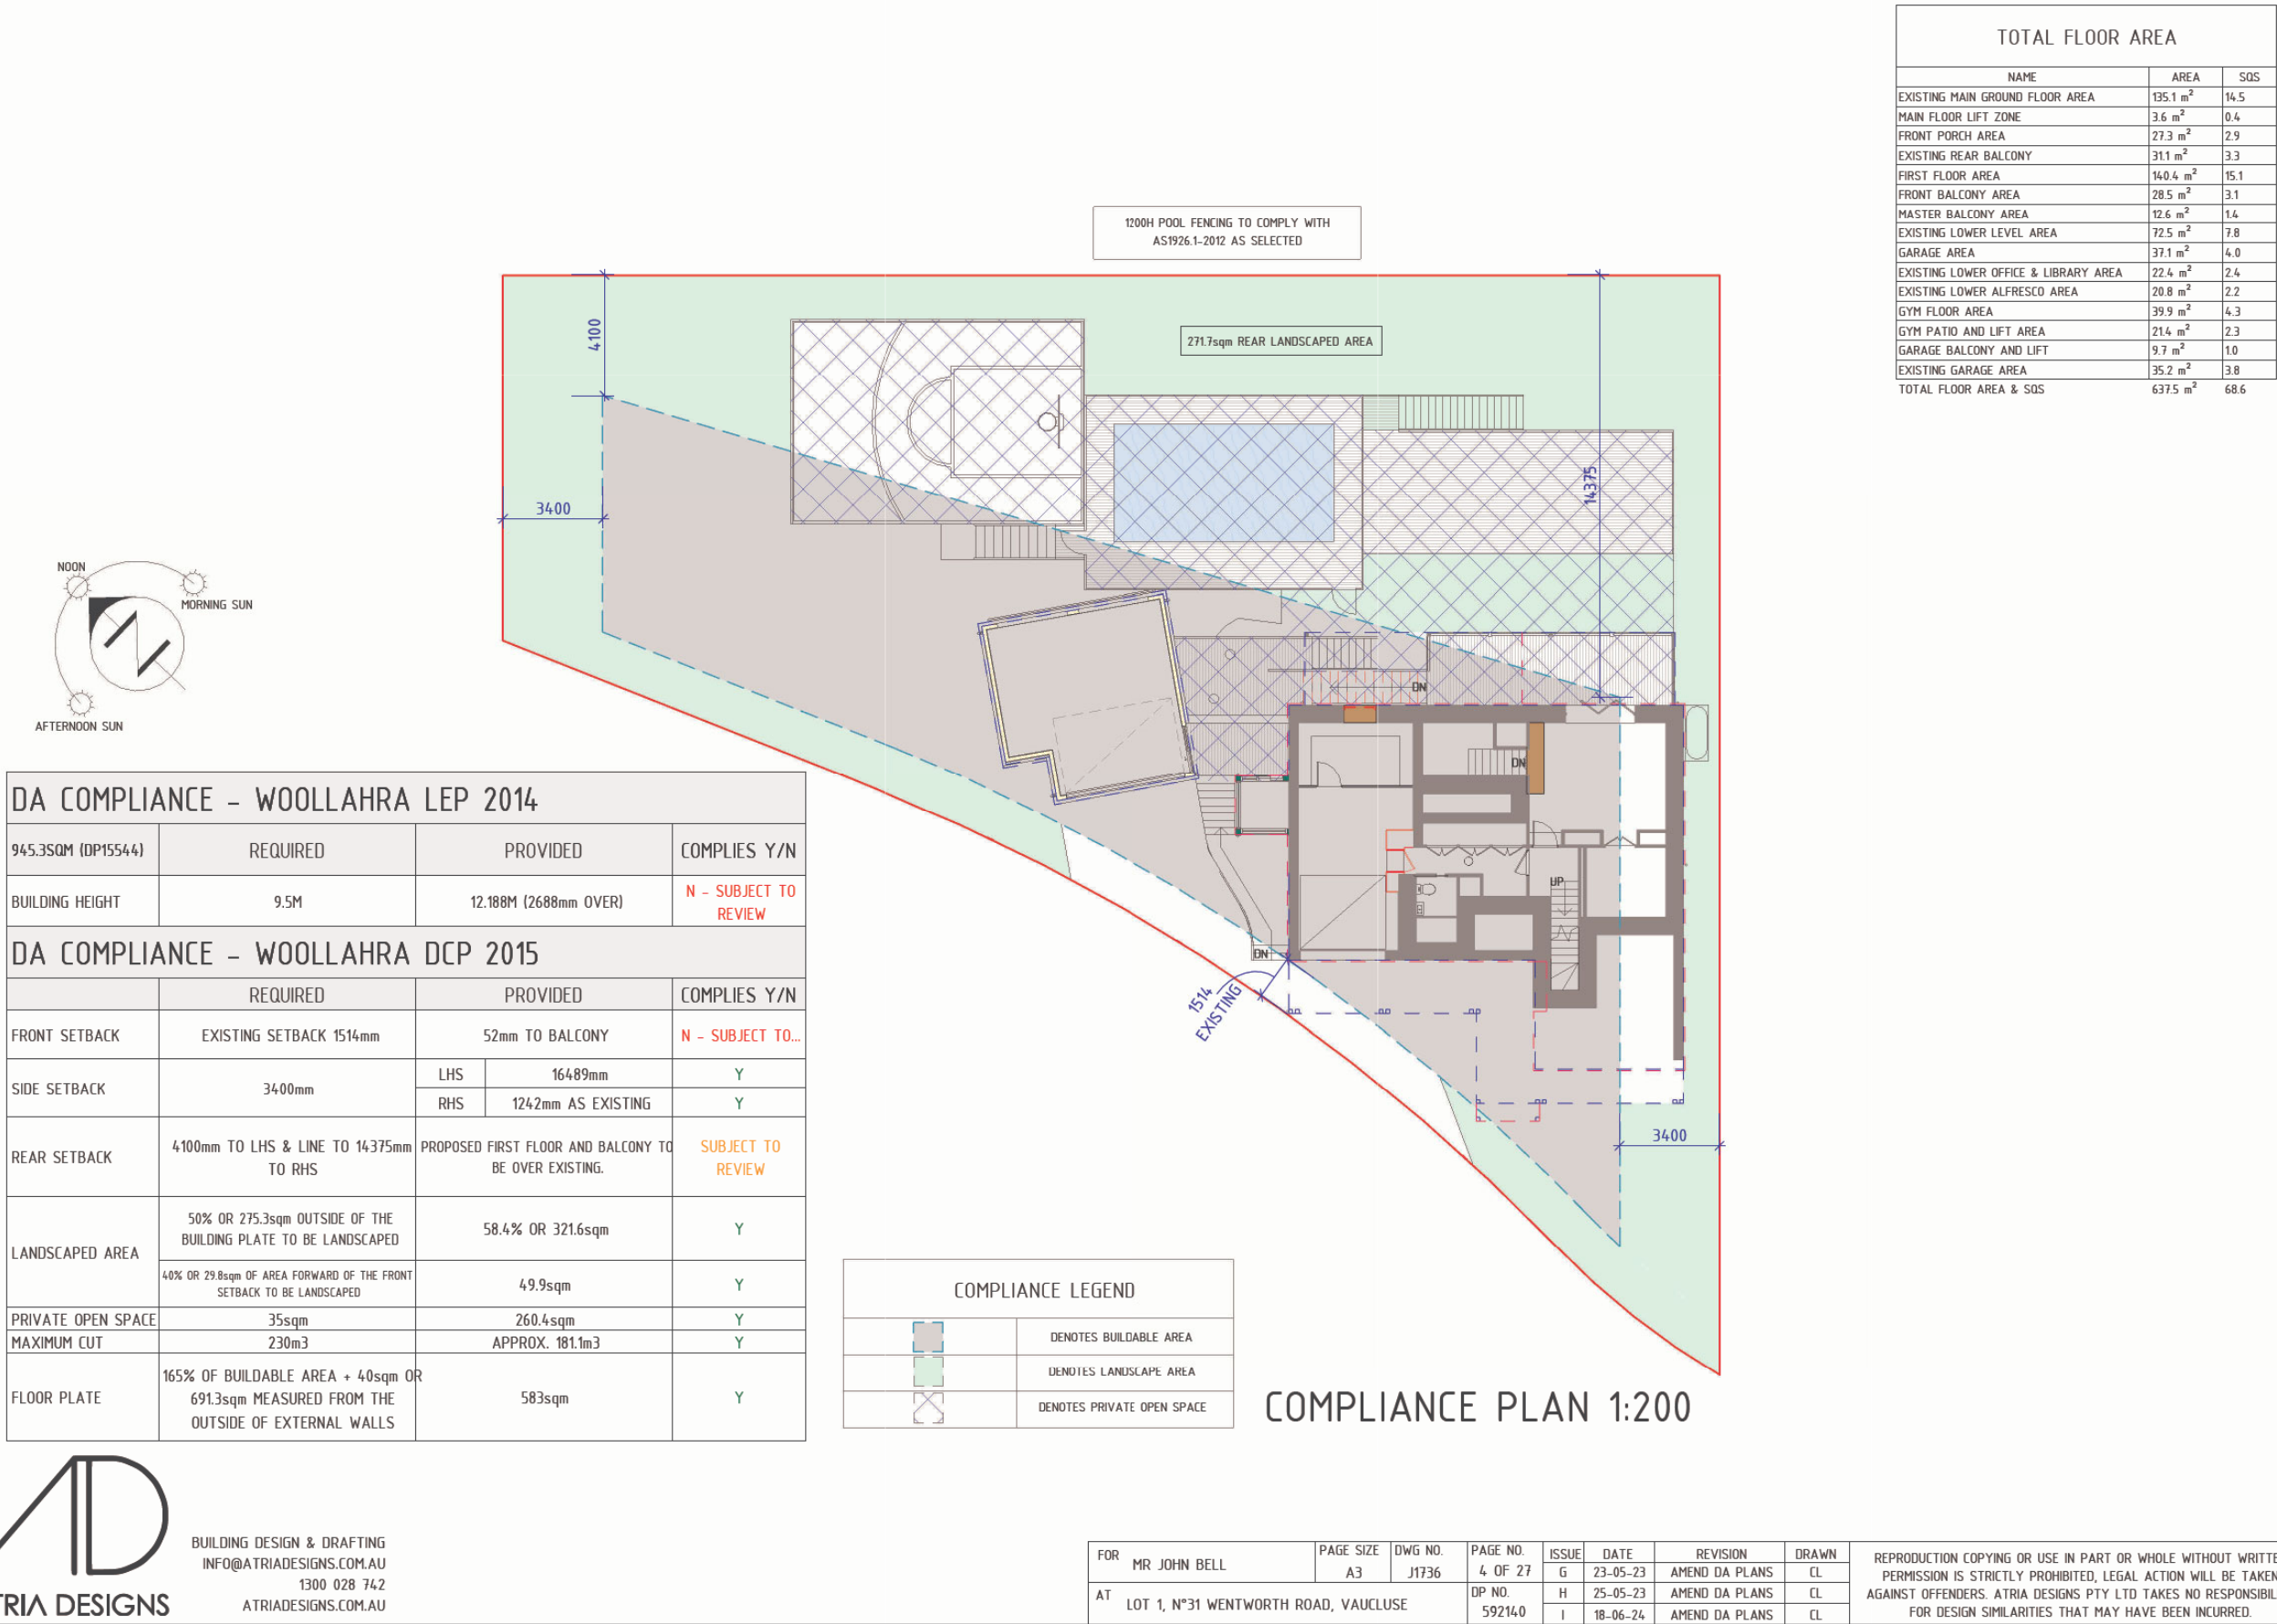 TOTAL FLOOR AREA
NAME AREA SQS
EXISTING MAIN GROUND FLOOR AREA 135.1 m² 14.5
MAIN FLOOR LIFT ZONE 3.6 m² 0.4
FRONT PORCH AREA 27.3 m² 2.9
EXISTING REAR BALCONY 31.1 m² 3.3
FIRST FLOOR AREA 140.4 m² 15.1
FRONT BALCONY AREA 28.5 m² 3.1
MASTER BALCONY AREA 12.6 m² 1.4
EXISTING LOWER LEVEL AREA 72.5 m² 7.8
GARAGE AREA 37.1 m² 4.0
EXISTING LOWER OFFICE & LIBRARY AREA 22.4 m² 2.4
EXISTING LOWER ALFRESCO AREA 20.8 m² 2.2
GYM FLOOR AREA 39.9 m² 4.3
GYM PATIO AND LIFT AREA 21.4 m² 2.3
GARAGE BALCONY AND LIFT 9.7 m² 1.0
EXISTING GARAGE AREA 35.2 m² 3.8
TOTAL FLOOR AREA & SQS 637.5 m² 68.6
1200H POOL FENCING TO COMPLY WITH
AS1926.1-2012 AS SELECTED
4100
271.7sqm REAR LANDSCAPED AREA
14375
3400
NOON
MORNING SUN
AFTERNOON SUN
DN
DN
UP
DN
1514
EXISTING
3400
DA COMPLIANCE - WOOLLAHRA LEP 2014
945.3SQM (DP15544) REQUIRED PROVIDED COMPLIES Y/N
BUILDING HEIGHT 9.5M 12.188M (2688mm OVER) N - SUBJECT TO
REVIEW
DA COMPLIANCE - WOOLLAHRA DCP 2015
REQUIRED PROVIDED COMPLIES Y/N
FRONT SETBACK EXISTING SETBACK 1514mm 52mm TO BALCONY N - SUBJECT TO...
SIDE SETBACK 3400mm LHS 16489mm Y
RHS 1242mm AS EXISTING Y
REAR SETBACK 4100mm TO LHS & LINE TO 14375mm PROPOSED FIRST FLOOR AND BALCONY TO SUBJECT TO
TO RHS BE OVER EXISTING. REVIEW
LANDSCAPED AREA 50% OR 275.3sqm OUTSIDE OF THE 58.4% OR 321.6sqm Y
BUILDING PLATE TO BE LANDSCAPED
40% OR 29.8sqm OF AREA FORWARD OF THE FRONT 49.9sqm Y
SETBACK TO BE LANDSCAPED
PRIVATE OPEN SPACE 35sqm 260.4sqm Y
MAXIMUM CUT 230m3 APPROX. 181.1m3 Y
FLOOR PLATE 165% OF BUILDABLE AREA + 40sqm OR 583sqm Y
691.3sqm MEASURED FROM THE
OUTSIDE OF EXTERNAL WALLS
COMPLIANCE LEGEND
DENOTES BUILDABLE AREA
DENOTES LANDSCAPE AREA
DENOTES PRIVATE OPEN SPACE
COMPLIANCE PLAN 1:200
AD
TRIA DESIGNS
BUILDING DESIGN & DRAFTING
INFO@ATRIADESIGNS.COM.AU
1300 028 742
ATRIADESIGNS.COM.AU
FOR MR JOHN BELL PAGE SIZE A3 DWG NO. J1736 PAGE NO. 4 OF 27
AT LOT 1, N°31 WENTWORTH ROAD, VAUCLUSE DP NO. 592140
ISSUE DATE REVISION DRAWN
G 23-05-23 AMEND DA PLANS CL
H 25-05-23 AMEND DA PLANS CL
I 18-06-24 AMEND DA PLANS CL
REPRODUCTION COPYING OR USE IN PART OR WHOLE WITHOUT WRITTE
PERMISSION IS STRICTLY PROHIBITED, LEGAL ACTION WILL BE TAKEN
AGAINST OFFENDERS. ATRIA DESIGNS PTY LTD TAKES NO RESPONSIBIL
FOR DESIGN SIMILARITIES THAT MAY HAVE BEEN INCURRED.